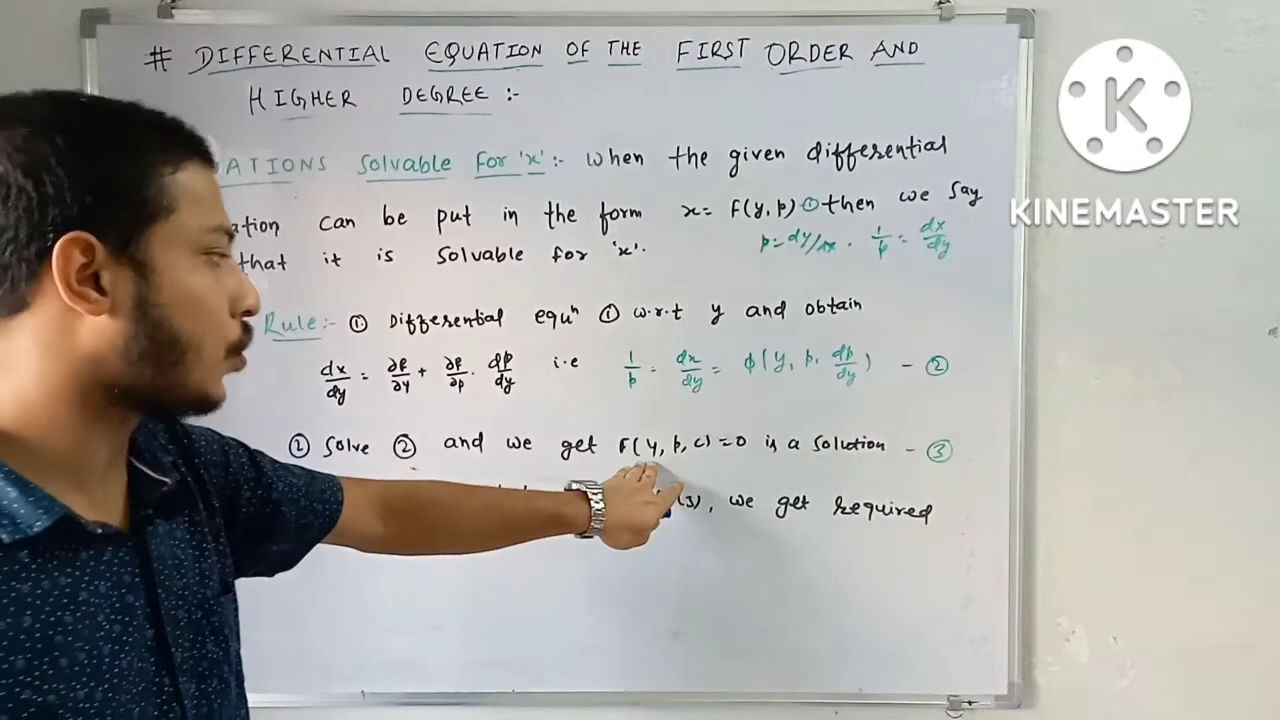 # DIFFERENTIAL EQUATION OF THE FIRST ORDER AND
HIGHER DEGREE :-
UATIONS Solvable For 'x' :- When the given differential
ation can be put in the form x = F(y, p) ① then we say
that it is solvable for 'x'. p = dy/dx . 1/p = dx/dy
Rule :- ① Differential equⁿ ① w.r.t y and obtain
dx/dy = ∂F/∂y + ∂F/∂p . dp/dy i.e 1/p = dx/dy = ϕ(y, p, dp/dy) - ②
② Solve ② and we get F(y, p, c) = 0 is a solution - ③
(3), we get required
K
KINEMASTER